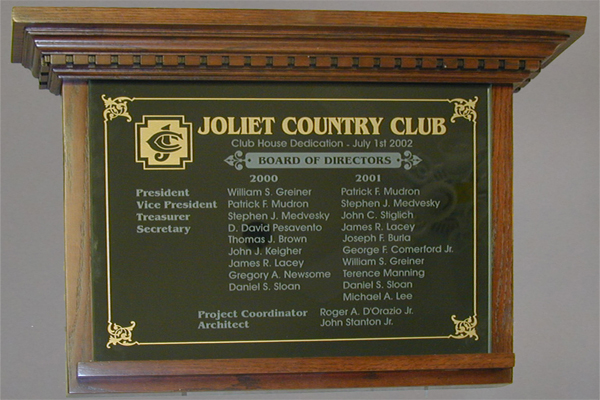 JOLIET COUNTRY CLUB
Club House Dedication - July 1st 2002
BOARD OF DIRECTORS
2000 2001
President William S. Greiner Patrick F. Mudron
Vice President Patrick F. Mudron Stephen J. Medvesky
Treasurer Stephen J. Medvesky John C. Stiglich
Secretary D. David Pesavento James R. Lacey
Thomas J. Brown Joseph F. Burla
John J. Keigher George F. Comerford Jr.
James R. Lacey William S. Greiner
Gregory A. Newsome Terence Manning
Daniel S. Sloan Daniel S. Sloan
Michael A. Lee
Project Coordinator Roger A. D'Orazio Jr.
Architect John Stanton Jr.